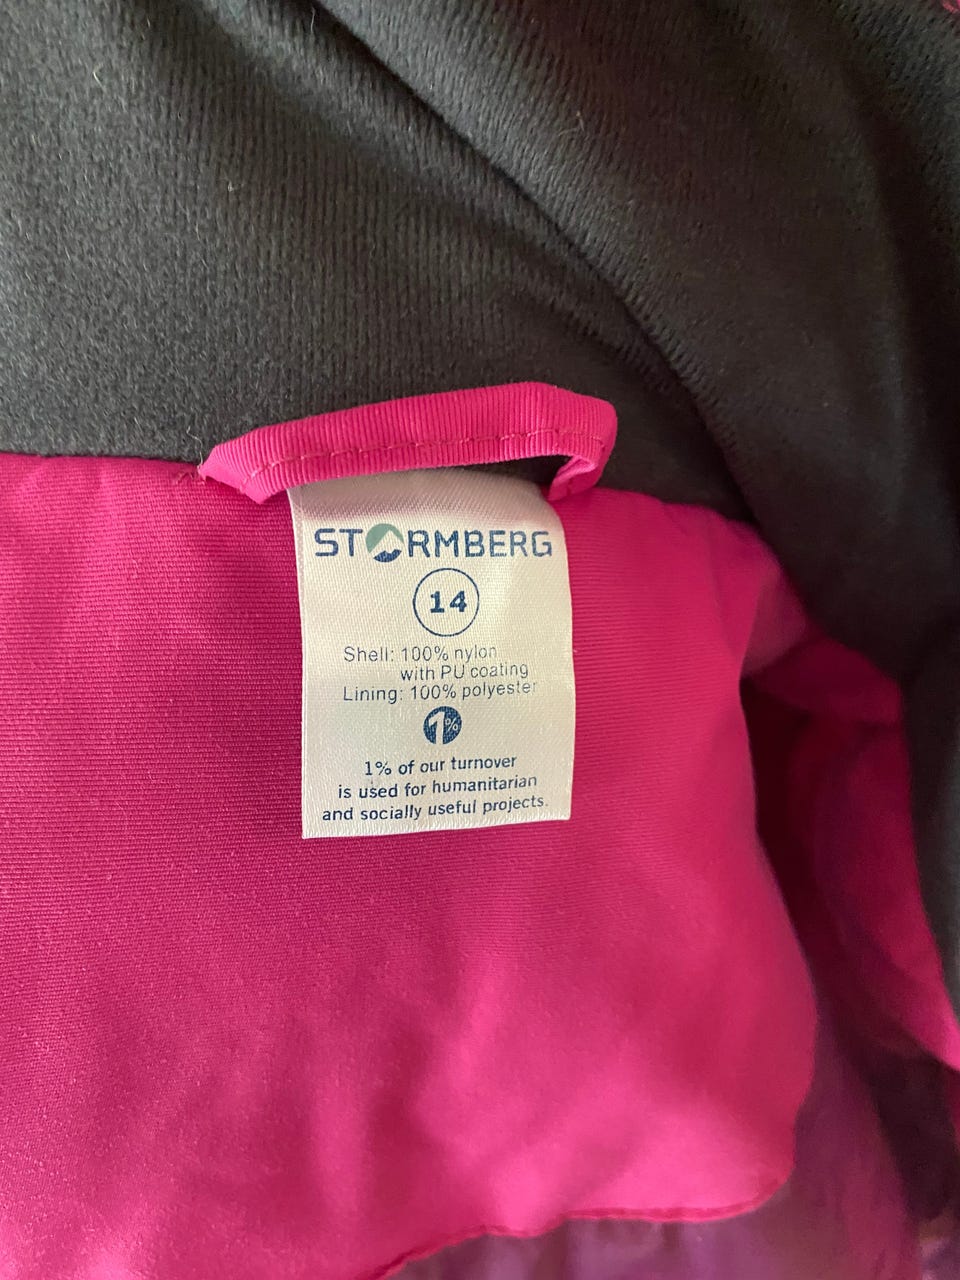 STORMBERG
14
Shell: 100% nylon
with PU coating
Lining: 100% polyester
1%
1% of our turnover
is used for humanitarian
and socially useful projects.